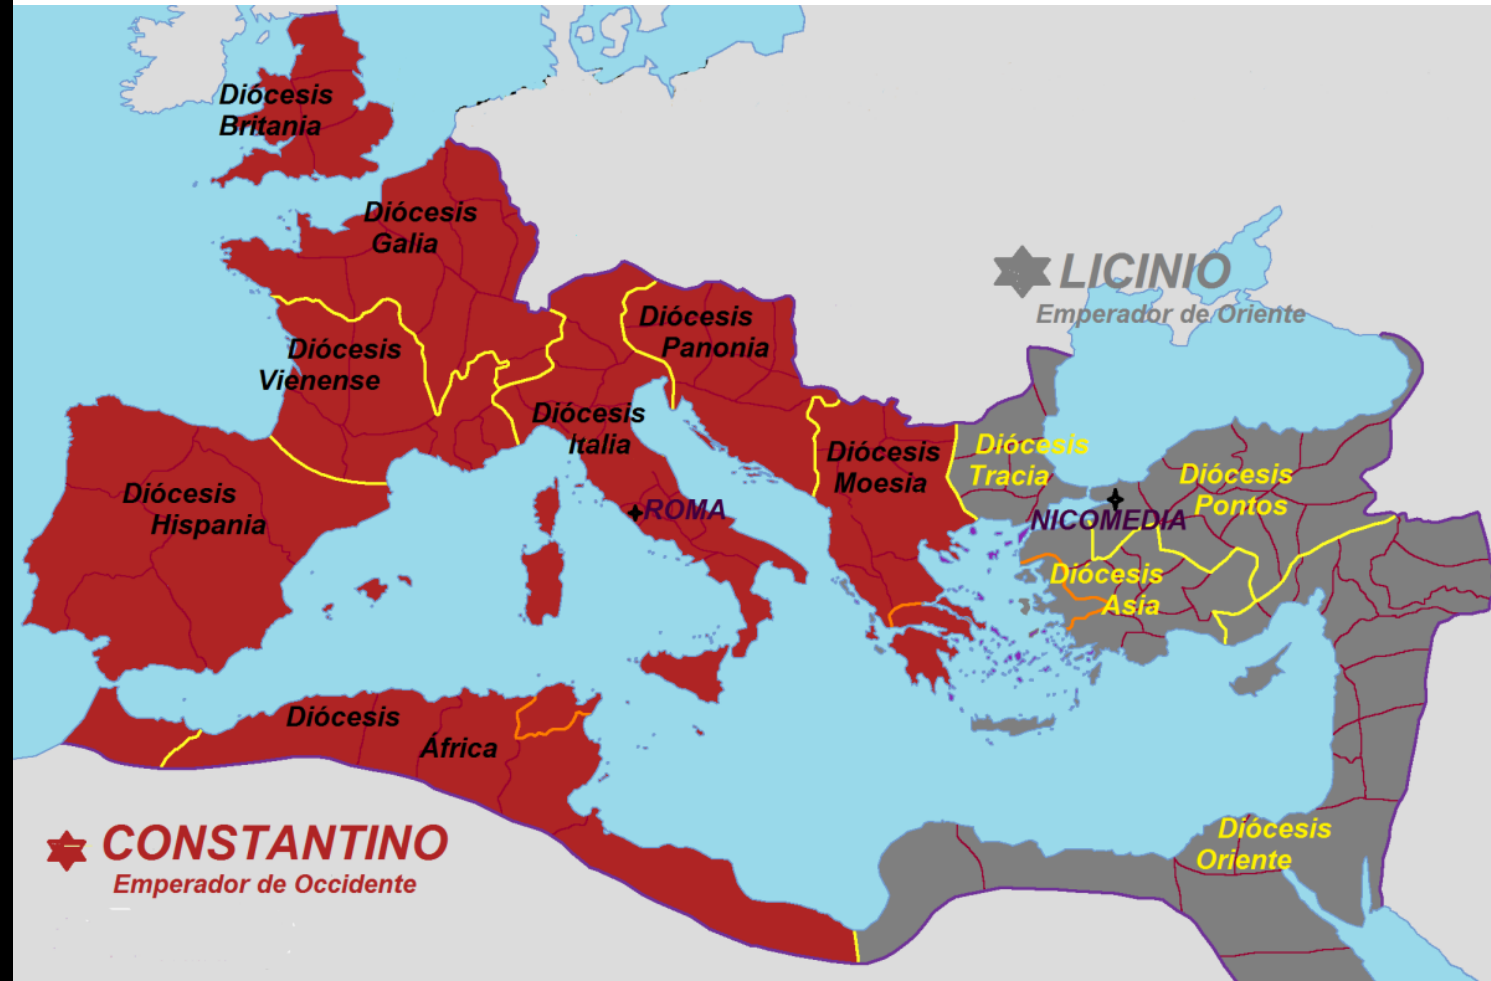 Diócesis
Britania
Diócesis
Galia
LICINIO
Emperador de Oriente
Diócesis
Panonia
Diócesis
Vienense
Diócesis
Italia
Diócesis
Moesia
Diócesis
Tracia
Diócesis
Pontos
Diócesis
Hispania
ROMA
NICOMEDIA
Diócesis
Asia
Diócesis
África
CONSTANTINO
Emperador de Occidente
Diócesis
Oriente